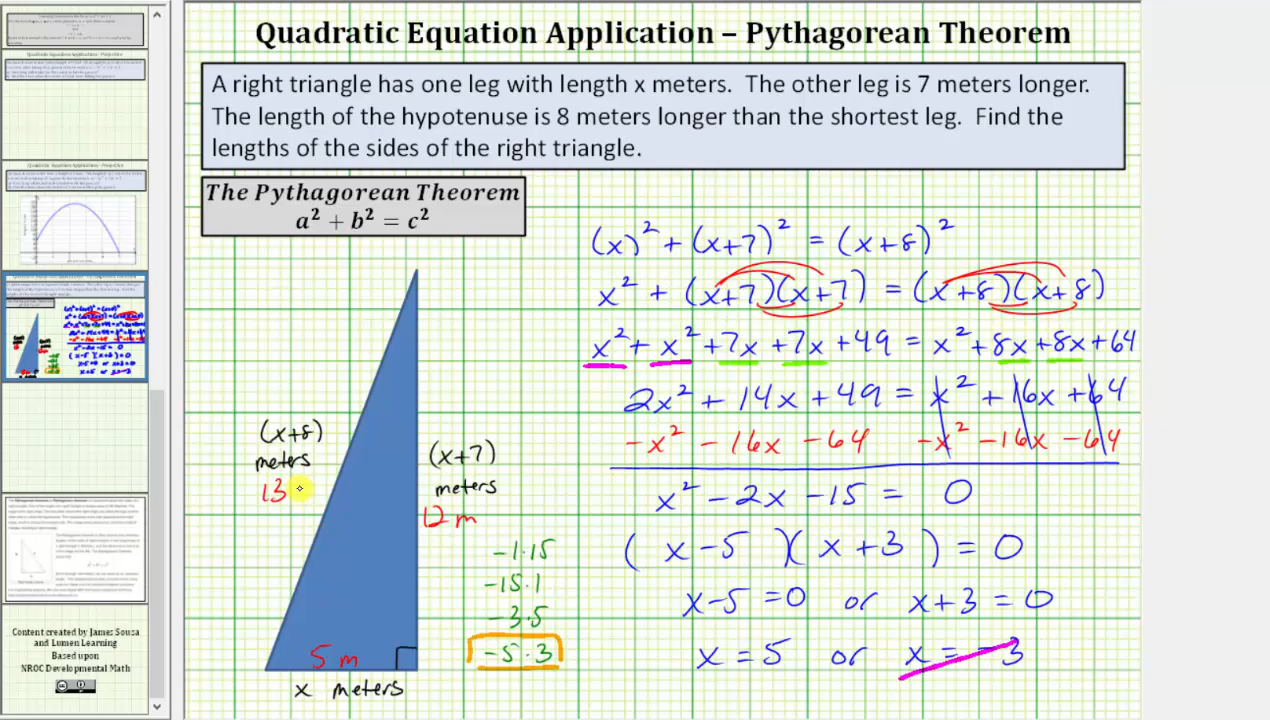 Quadratic Equation Application – Pythagorean Theorem
A right triangle has one leg with length x meters. The other leg is 7 meters longer.
The length of the hypotenuse is 8 meters longer than the shortest leg. Find the
lengths of the sides of the right triangle.
The Pythagorean Theorem
a² + b² = c²
(x)² + (x+7)² = (x+8)²
x² + (x+7)(x+7) = (x+8)(x+8)
x² + x² + 7x + 7x + 49 = x² + 8x + 8x + 64
2x² + 14x + 49 = x² + 16x + 64
-x² - 16x - 64 -x² - 16x - 64
x² - 2x - 15 = 0
(x - 5)(x + 3) = 0
x - 5 = 0 or x + 3 = 0
x = 5 or x = -3
(x+8)
meters
13
(x+7)
meters
12 m
-1·15
-15·1
-3·5
-5·3
5 m
x meters
Content created by James Sousa
and Lumen Learning
Based upon
NROC Developmental Math